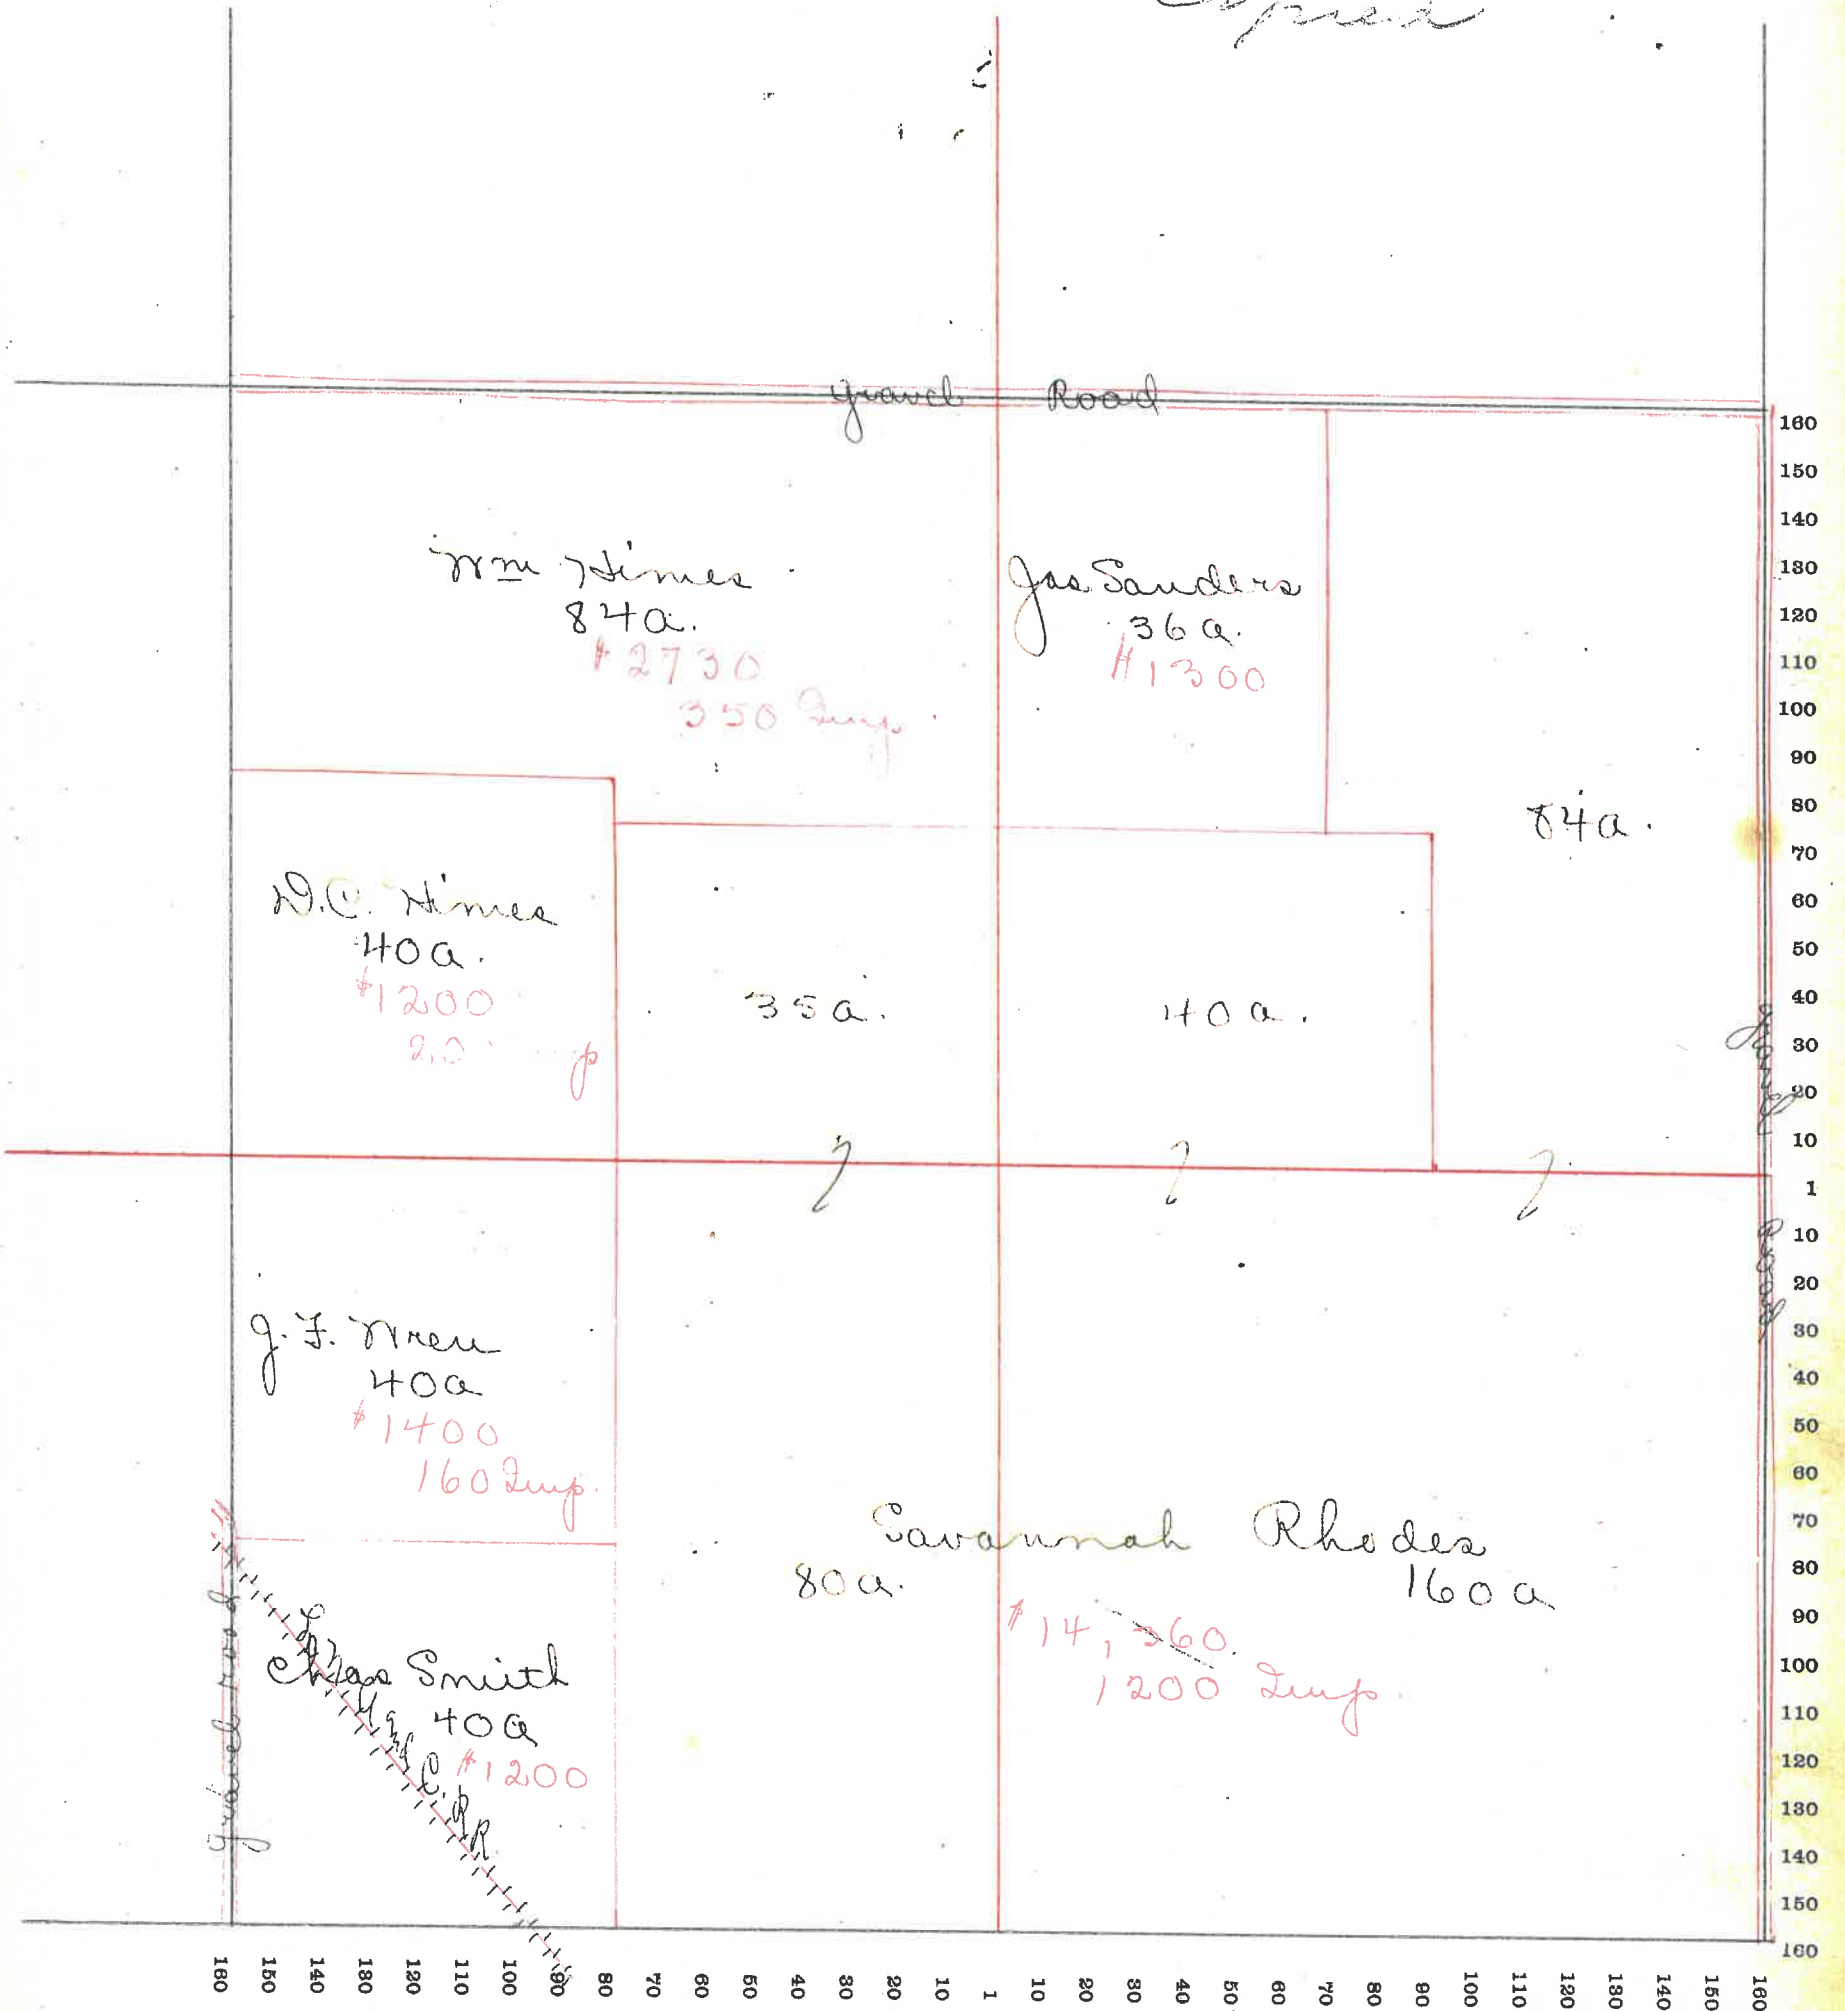 Copied
Gravel Road
Wm Himes
84a.
$2730
350 Imp.
Jas Sanders
36a.
$1300
84a.
D.C. Himes
40a.
$1200
35a.
40a.
Gravel Road
J. F. Wren
40a
$1400
160 Imp.
Savannah Rhodes
80a.
160a
$14,360.
1200 Imp.
Gravel road
Chas Smith
40a
$1200
160
150
140
130
120
110
100
90
80
70
60
50
40
30
20
10
1
10
20
30
40
50
60
70
80
90
100
110
120
130
140
150
160
160 150 140 130 120 110 100 90 80 70 60 50 40 30 20 10 1 10 20 30 40 50 60 70 80 90 100 110 120 130 140 150 160